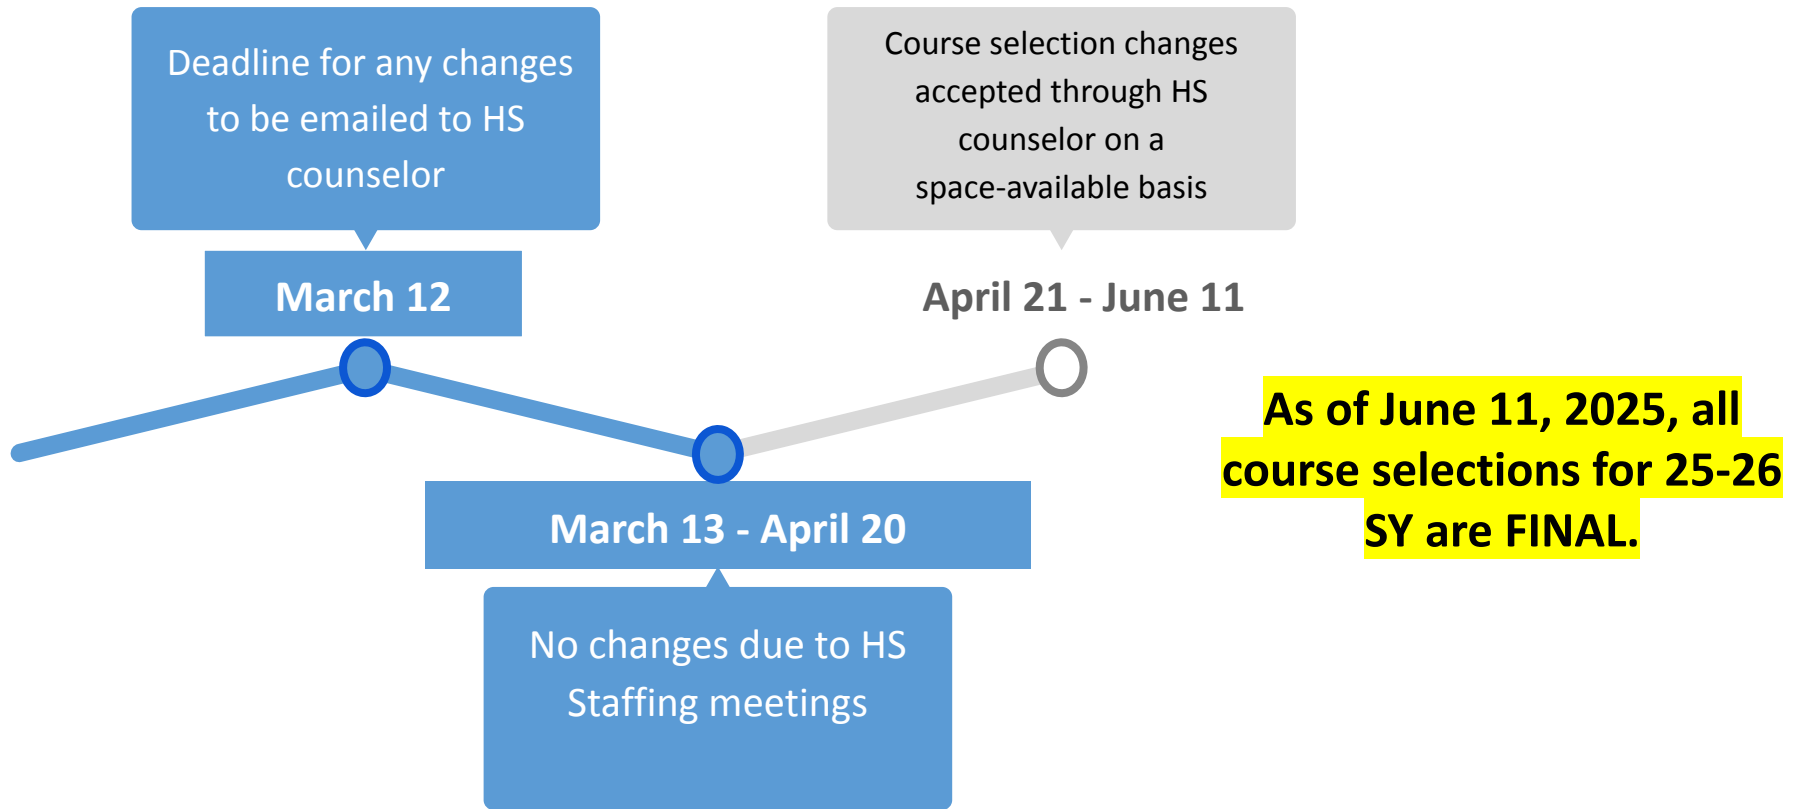 Deadline for any changes
to be emailed to HS
counselor
March 12
Course selection changes
accepted through HS
counselor on a
space-available basis
April 21 - June 11
As of June 11, 2025, all
course selections for 25-26
SY are FINAL.
March 13 - April 20
No changes due to HS
Staffing meetings